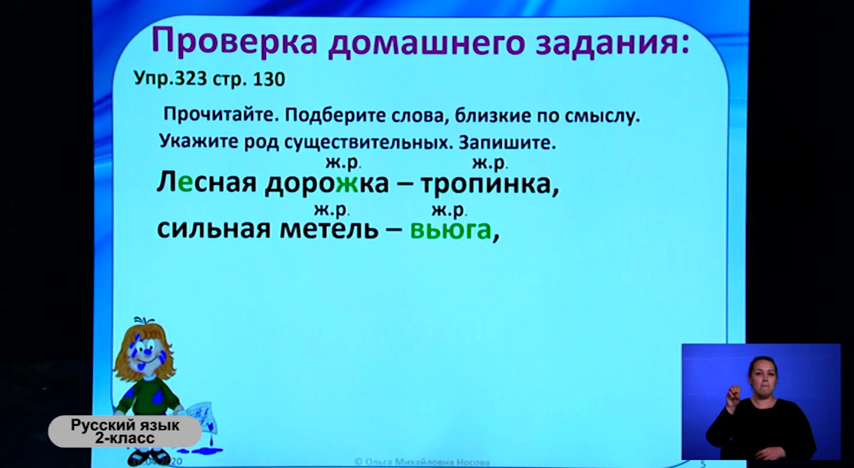 Проверка домашнего задания:
Упр.323 стр. 130
Прочитайте. Подберите слова, близкие по смыслу.
Укажите род существительных. Запишите.
ж.р. ж.р.
Лесная дорожка – тропинка,
ж.р. ж.р.
сильная метель – вьюга,
Русский язык
2-класс
© Ольга Михайловна Носова
5